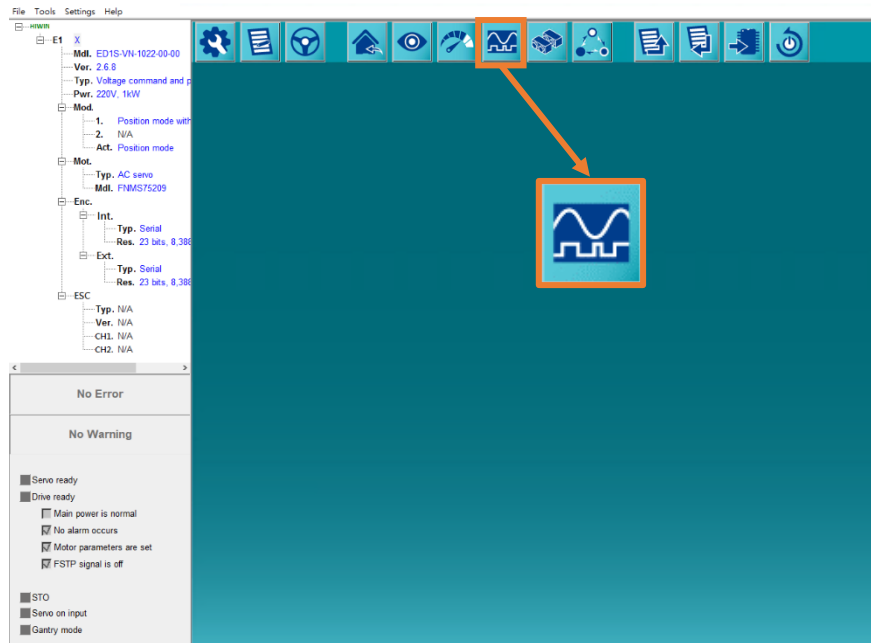 File Tools Settings Help
HIWIN
E1 X
Mdl. ED1S-VN-1022-00-00
Ver. 2.6.8
Typ. Voltage command and p
Pwr. 220V, 1kW
Mod.
1. Position mode with
2. N/A
Act. Position mode
Mot.
Typ. AC servo
Mdl. FNMS75209
Enc.
Int.
Typ. Serial
Res. 23 bits, 8,388
Ext.
Typ. Serial
Res. 23 bits, 8,388
ESC
Typ. N/A
Ver. N/A
CH1. N/A
CH2. N/A
No Error
No Warning
Servo ready
Drive ready
Main power is normal
No alarm occurs
Motor parameters are set
FSTP signal is off
STO
Servo on input
Gantry mode